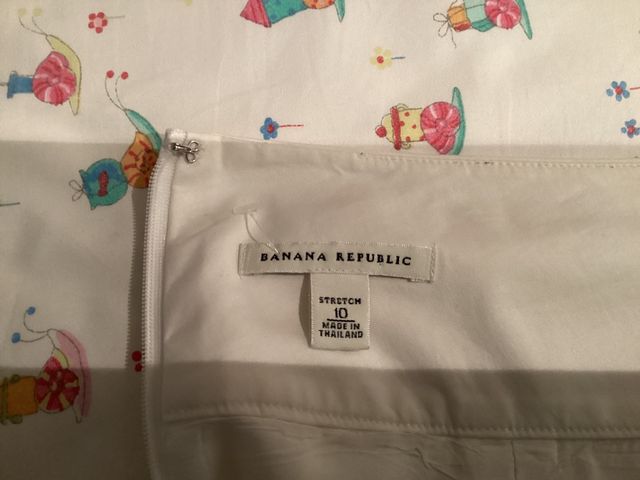 BANANA REPUBLIC
STRETCH
10
MADE IN
THAILAND